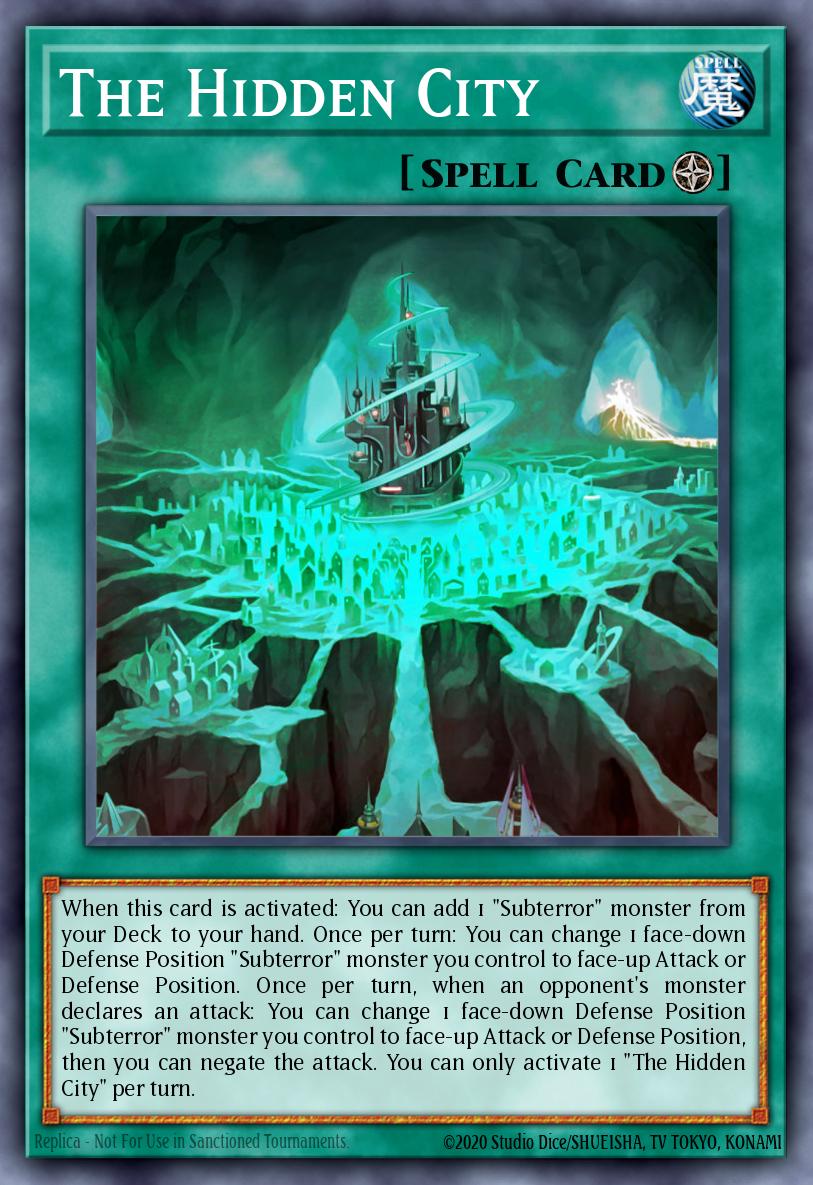 The Hidden City
SPELL
魔
[Spell Card]
When this card is activated: You can add 1 "Subterror" monster from
your Deck to your hand. Once per turn: You can change 1 face-down
Defense Position "Subterror" monster you control to face-up Attack or
Defense Position. Once per turn, when an opponent's monster
declares an attack: You can change 1 face-down Defense Position
"Subterror" monster you control to face-up Attack or Defense Position,
then you can negate the attack. You can only activate 1 "The Hidden
City" per turn.
Replica - Not For Use in Sanctioned Tournaments.
©2020 Studio Dice/SHUEISHA, TV TOKYO, KONAMI